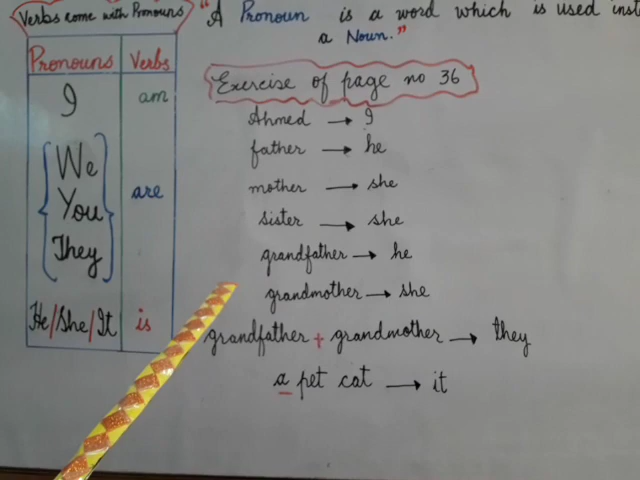 Verbs come with Pronouns
Pronouns Verbs
I am
We
You
They
are
He/She/It is
"A Pronoun is a word which is used
a Noun."
Exercise of page no 36
Ahmed → I
father → he
mother → she
sister → she
grandfather → he
grandmother → she
grandfather + grandmother → they
a pet cat → it